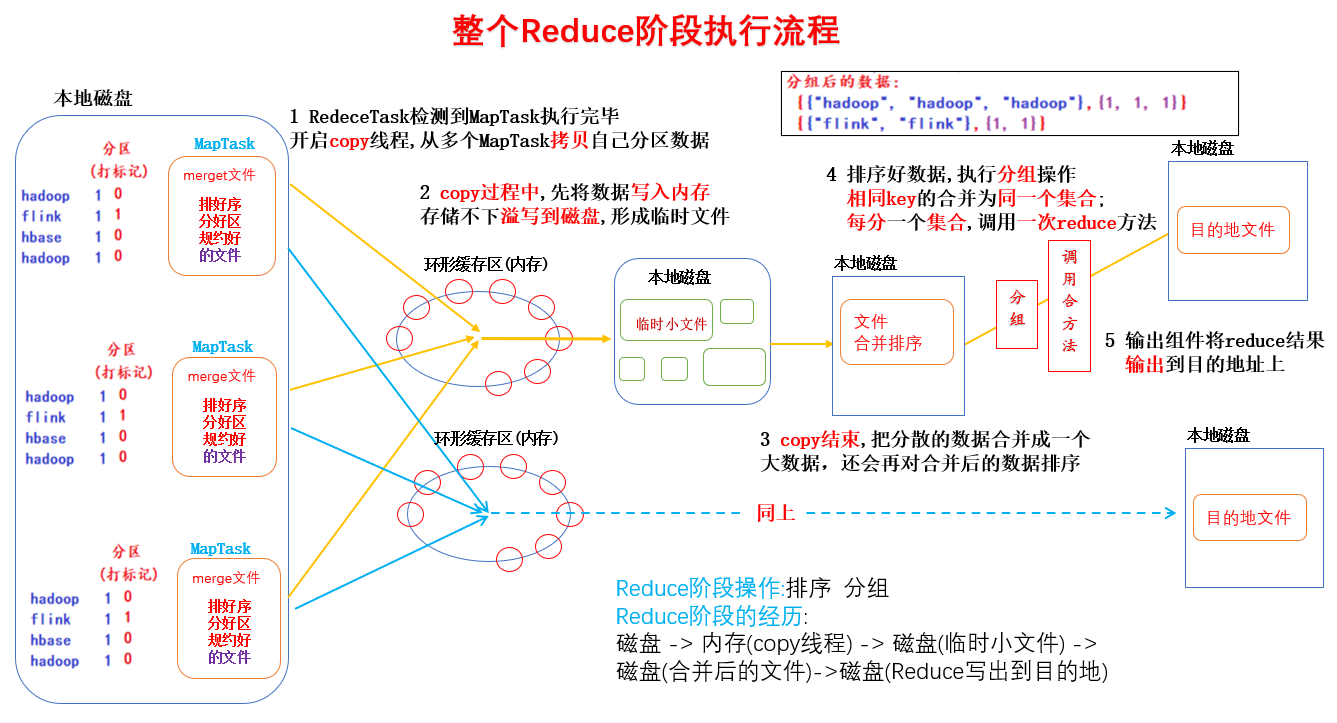 整个Reduce阶段执行流程
分组后的数据:
{{"hadoop", "hadoop", "hadoop"},{1, 1, 1}}
{{"flink", "flink"},{1, 1}}
本地磁盘
1 RedeceTask检测到MapTask执行完毕
开启copy线程,从多个MapTask拷贝自己分区数据
2 copy过程中,先将数据写入内存
存储不下溢写到磁盘,形成临时文件
4 排序好数据,执行分组操作
相同key的合并为同一个集合;
每分一个集合,调用一次reduce方法
分区
(打标记)
hadoop 1 0
flink 1 1
hbase 1 0
hadoop 1 0
MapTask
merget文件
排好序
分好区
规约好
的文件
分区
(打标记)
hadoop 1 0
flink 1 1
hbase 1 0
hadoop 1 0
MapTask
merge文件
排好序
分好区
规约好
的文件
分区
(打标记)
hadoop 1 0
flink 1 1
hbase 1 0
hadoop 1 0
MapTask
merge文件
排好序
分好区
规约好
的文件
环形缓存区(内存)
本地磁盘
临时小文件
本地磁盘
文件
合并排序
分组
调用合方法
本地磁盘
目的地文件
5 输出组件将reduce结果
输出到目的地址上
环形缓存区(内存)
3 copy结束,把分散的数据合并成一个
大数据，还会再对合并后的数据排序
同上
本地磁盘
目的地文件
Reduce阶段操作:排序 分组
Reduce阶段的经历:
磁盘 -> 内存(copy线程) -> 磁盘(临时小文件) ->
磁盘(合并后的文件)->磁盘(Reduce写出到目的地)